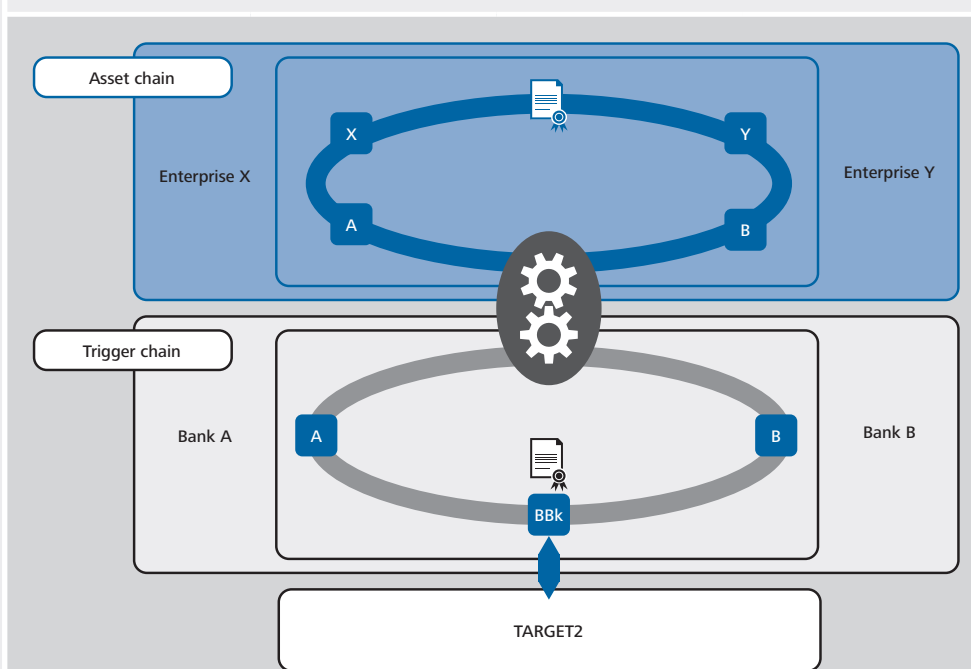 Asset chain
X
Y
Enterprise X
Enterprise Y
A
B
Trigger chain
Bank A
A
B
Bank B
BBk
TARGET2